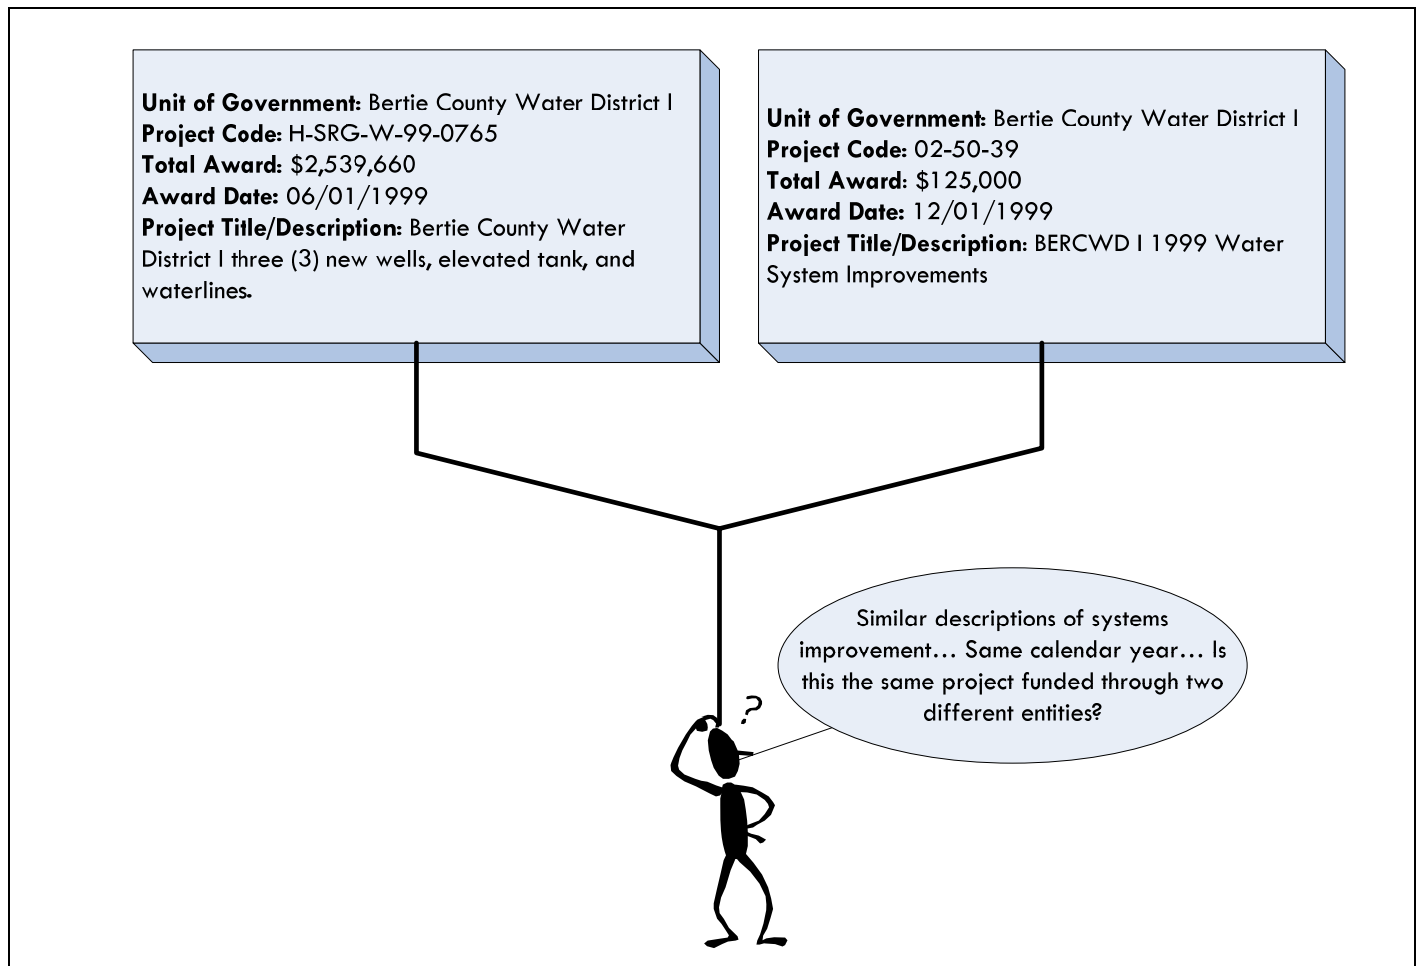 Unit of Government: Bertie County Water District I
Project Code: H-SRG-W-99-0765
Total Award: $2,539,660
Award Date: 06/01/1999
Project Title/Description: Bertie County Water
District I three (3) new wells, elevated tank, and
waterlines.
Unit of Government: Bertie County Water District I
Project Code: 02-50-39
Total Award: $125,000
Award Date: 12/01/1999
Project Title/Description: BERCWD I 1999 Water
System Improvements
Similar descriptions of systems
improvement… Same calendar year… Is
this the same project funded through two
different entities?
?